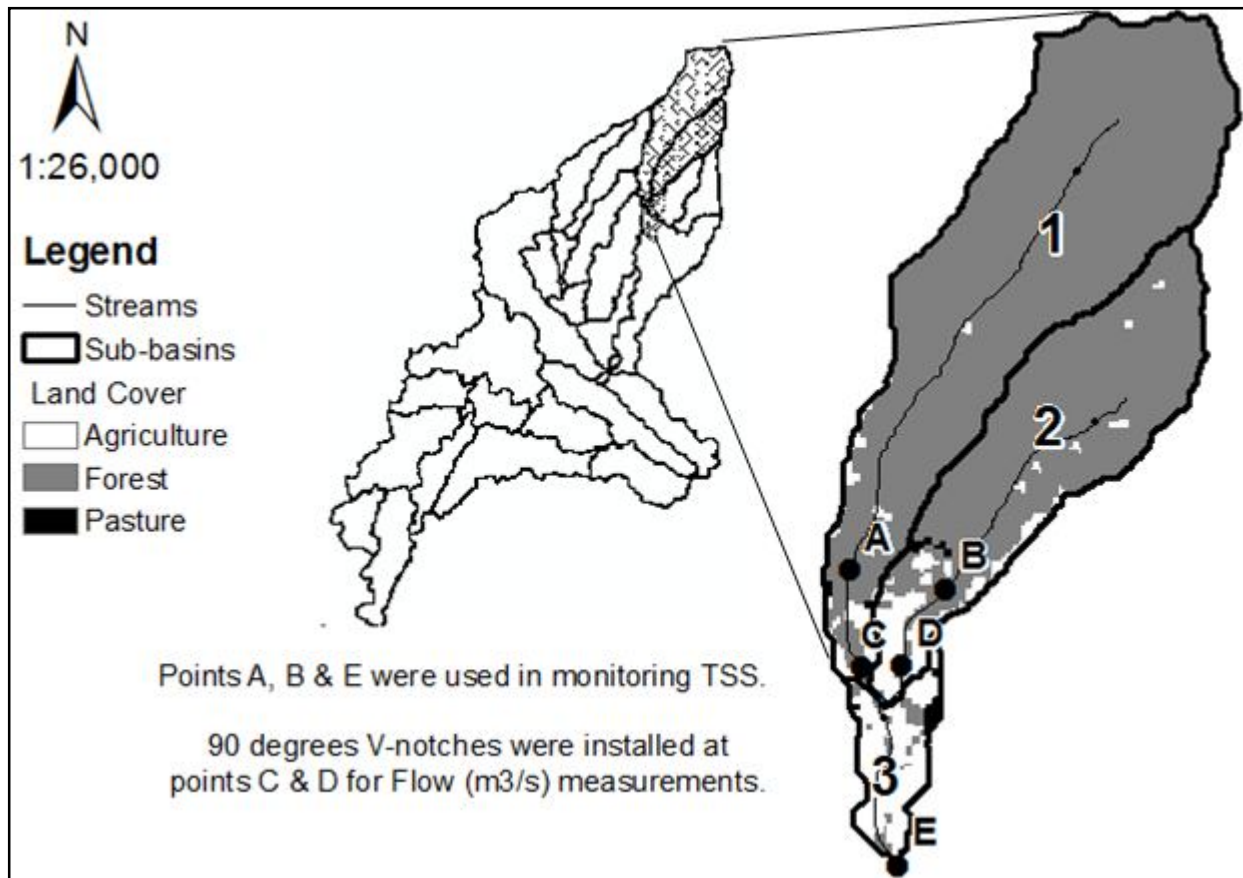 N
1:26,000
Legend
Streams
Sub-basins
Land Cover
Agriculture
Forest
Pasture
Points A, B & E were used in monitoring TSS.
90 degrees V-notches were installed at
points C & D for Flow (m3/s) measurements.
1
2
A
B
C
D
3
E